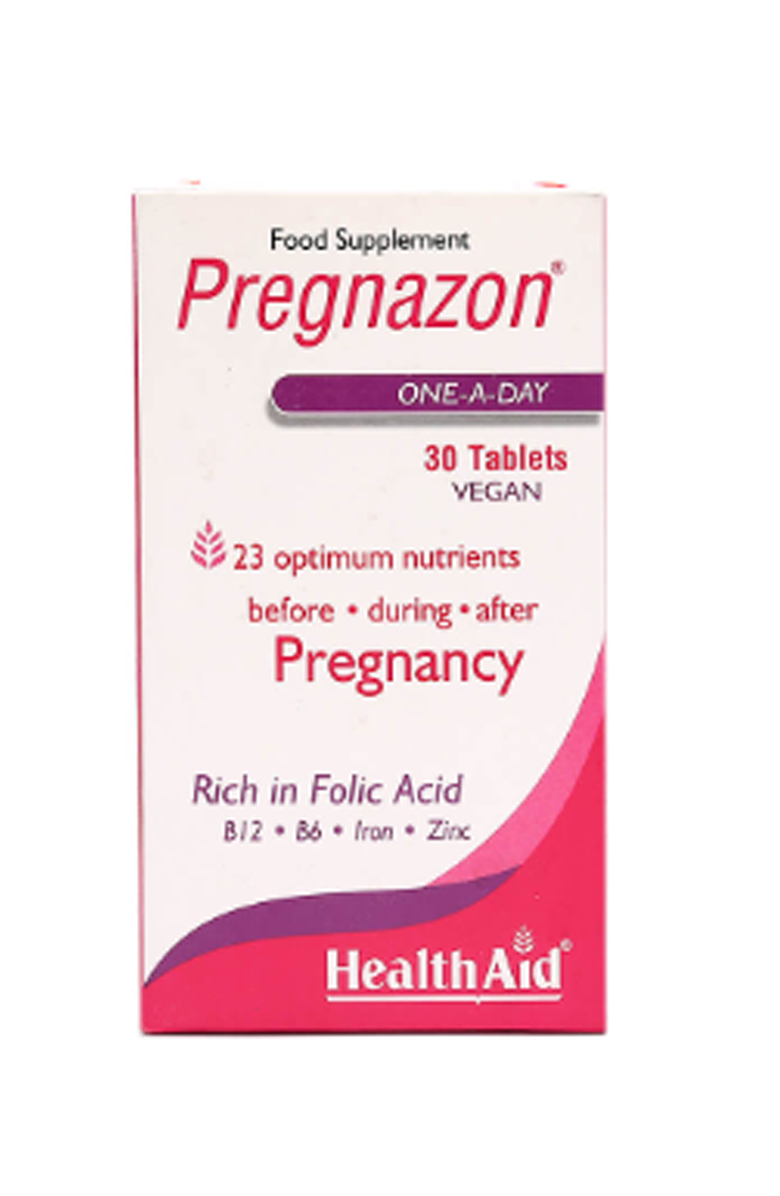 Food Supplement
Pregnazon®
ONE-A-DAY
30 Tablets
VEGAN
23 optimum nutrients
before • during • after
Pregnancy
Rich in Folic Acid
B12 • B6 • Iron • Zinc
HealthAid®